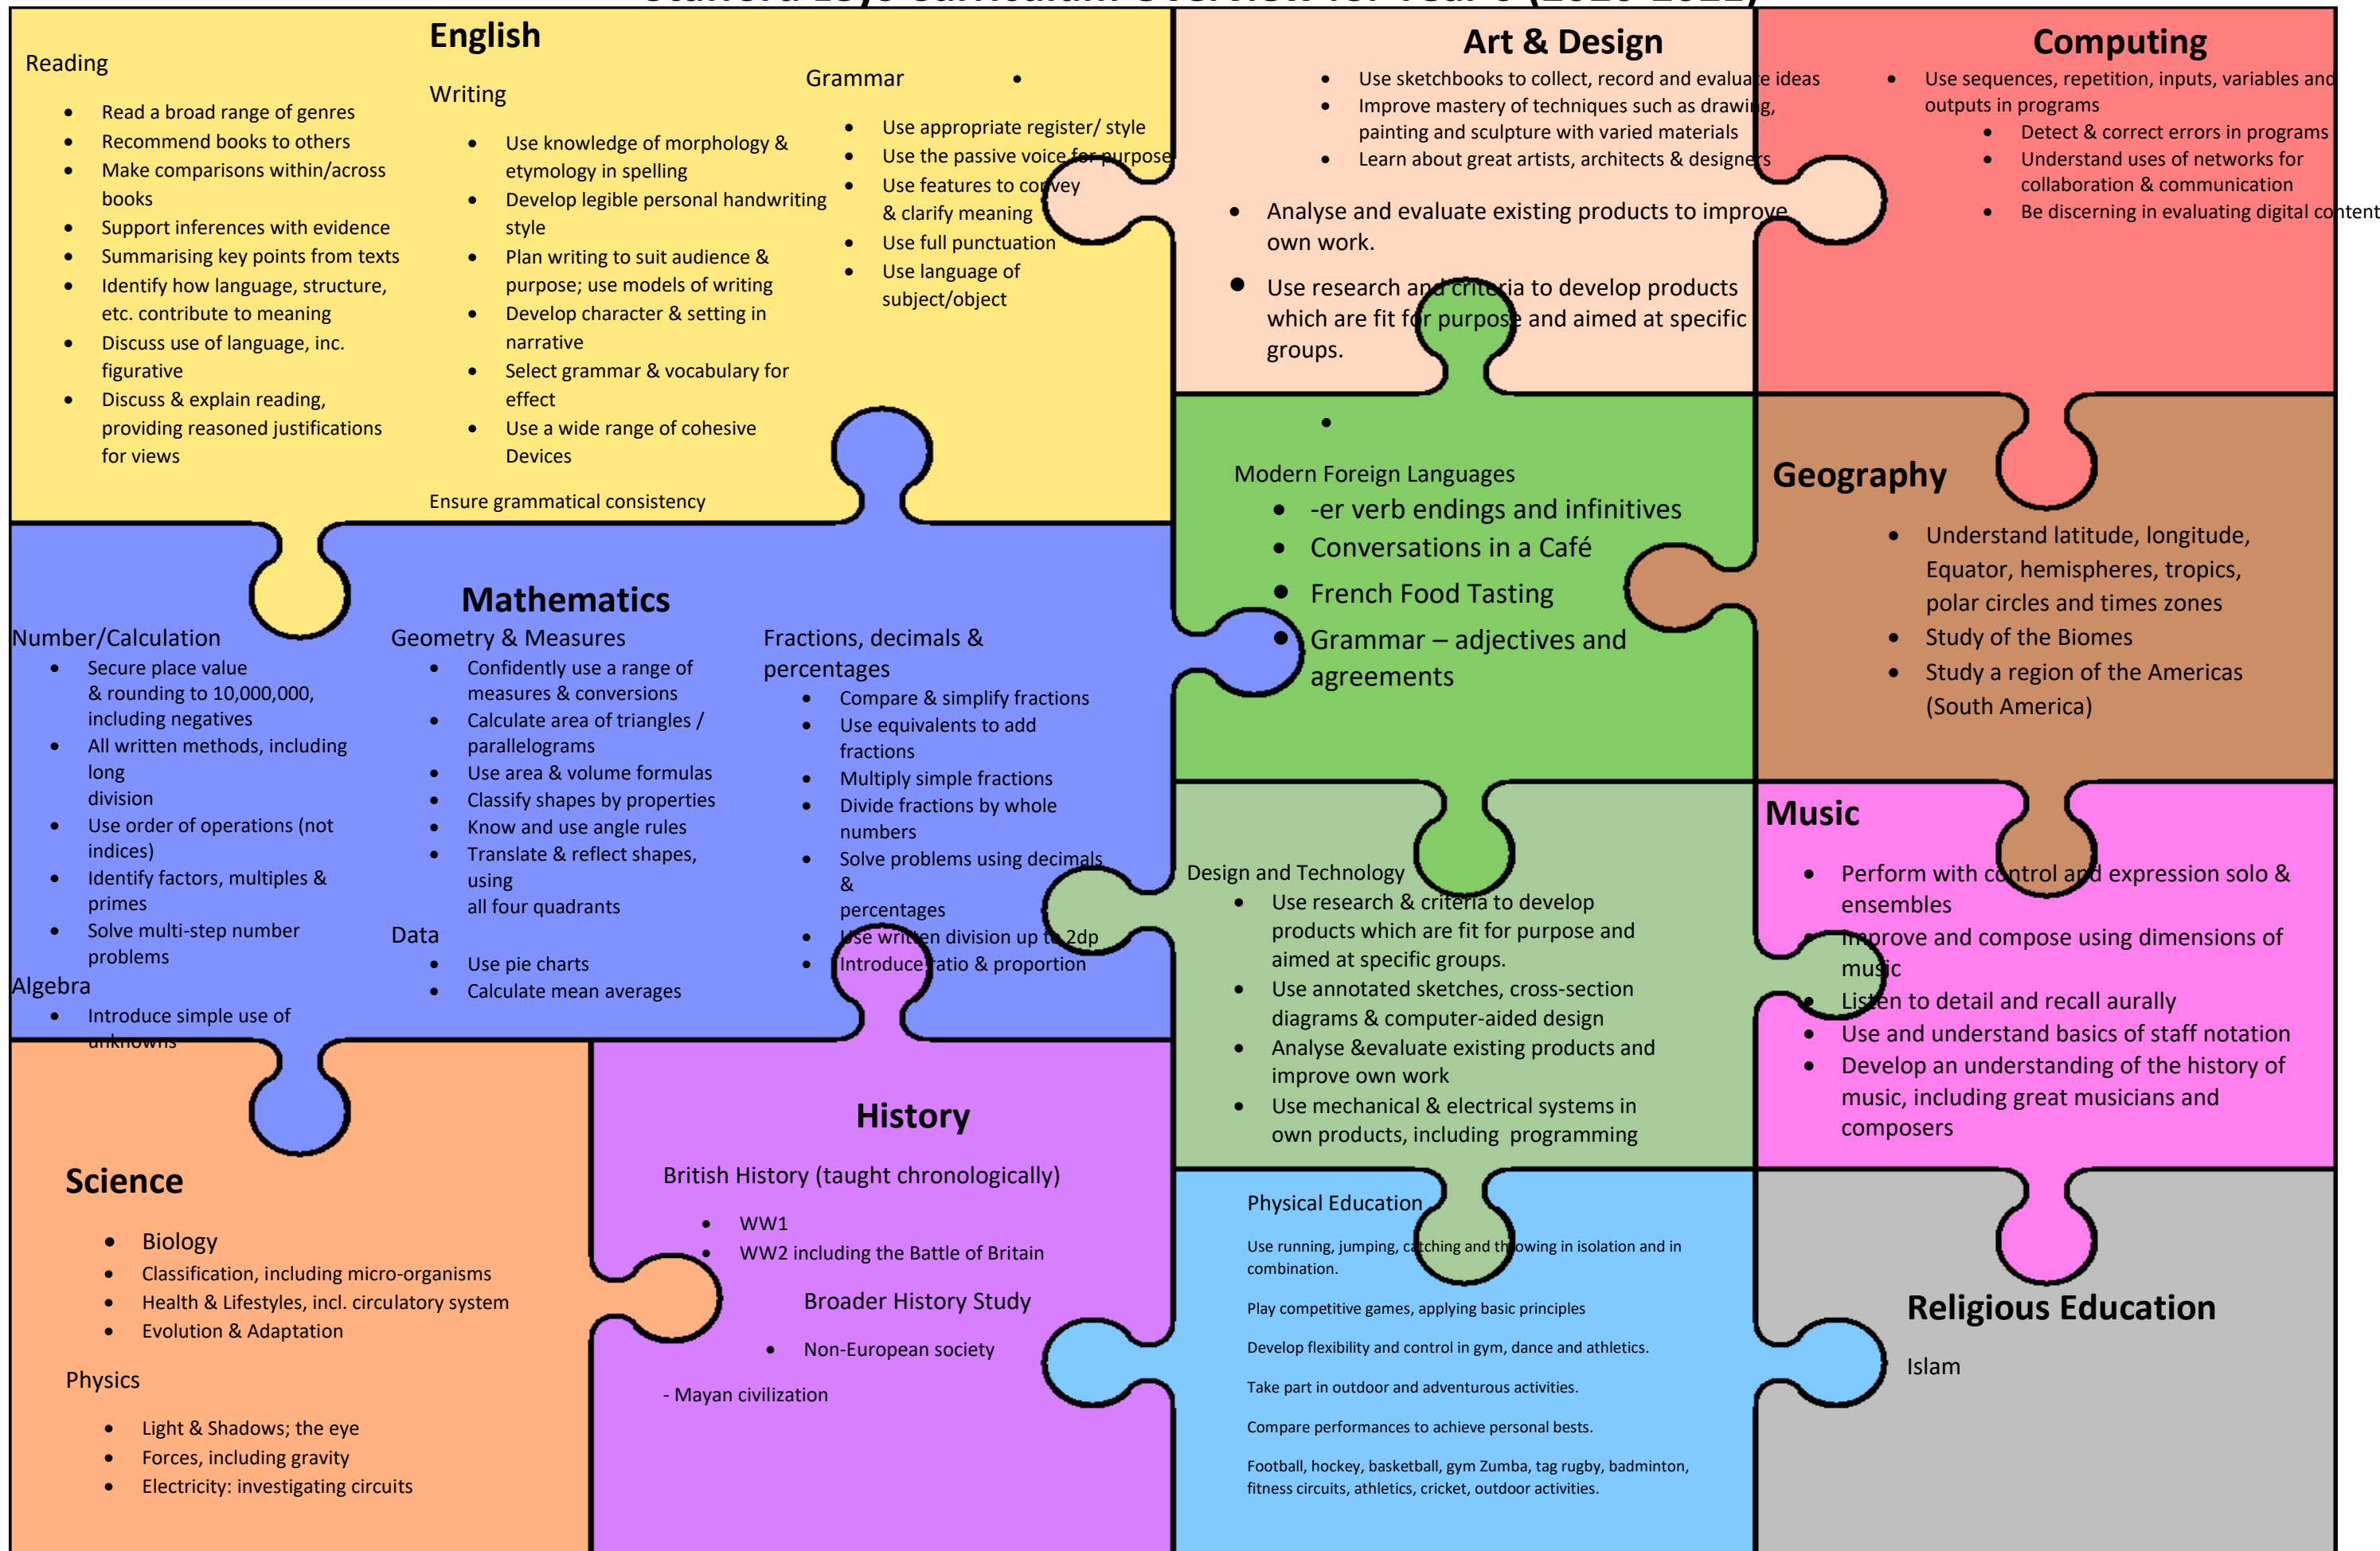 Curriculum Overview for Year
English
Reading
• Read a broad range of genres
• Recommend books to others
• Make comparisons within/across
books
• Support inferences with evidence
• Summarising key points from texts
• Identify how language, structure,
etc. contribute to meaning
• Discuss use of language, inc.
figurative
• Discuss & explain reading,
providing reasoned justifications
for views
Writing
• Use knowledge of morphology &
etymology in spelling
• Develop legible personal handwriting
style
• Plan writing to suit audience &
purpose; use models of writing
• Develop character & setting in
narrative
• Select grammar & vocabulary for
effect
• Use a wide range of cohesive
Devices
Ensure grammatical consistency
Grammar
• Use appropriate register/ style
• Use the passive voice for purpose
• Use features to convey
& clarify meaning
• Use full punctuation
• Use language of
subject/object
Art & Design
• Use sketchbooks to collect, record and evaluate ideas
• Improve mastery of techniques such as drawing,
painting and sculpture with varied materials
• Learn about great artists, architects & designers
• Analyse and evaluate existing products to improve
own work.
• Use research and criteria to develop products
which are fit for purpose and aimed at specific
groups.
Computing
• Use sequences, repetition, inputs, variables and
outputs in programs
• Detect & correct errors in programs
• Understand uses of networks for
collaboration & communication
• Be discerning in evaluating digital content
Modern Foreign Languages
• -er verb endings and infinitives
• Conversations in a Café
• French Food Tasting
• Grammar – adjectives and
agreements
Geography
• Understand latitude, longitude,
Equator, hemispheres, tropics,
polar circles and times zones
• Study of the Biomes
• Study a region of the Americas
(South America)
Mathematics
Number/Calculation
• Secure place value
& rounding to 10,000,000,
including negatives
• All written methods, including
long
division
• Use order of operations (not
indices)
• Identify factors, multiples &
primes
• Solve multi-step number
problems
Algebra
• Introduce simple use of
unknowns
Geometry & Measures
• Confidently use a range of
measures & conversions
• Calculate area of triangles /
parallelograms
• Use area & volume formulas
• Classify shapes by properties
• Know and use angle rules
• Translate & reflect shapes,
using
all four quadrants
Data
• Use pie charts
• Calculate mean averages
Fractions, decimals &
percentages
• Compare & simplify fractions
• Use equivalents to add
fractions
• Multiply simple fractions
• Divide fractions by whole
numbers
• Solve problems using decimals
&
percentages
• Use written division up to 2dp
• Introduce ratio & proportion
Design and Technology
• Use research & criteria to develop
products which are fit for purpose and
aimed at specific groups.
• Use annotated sketches, cross-section
diagrams & computer-aided design
• Analyse &evaluate existing products and
improve own work
• Use mechanical & electrical systems in
own products, including programming
Music
• Perform with control and expression solo &
ensembles
• Improve and compose using dimensions of
music
• Listen to detail and recall aurally
• Use and understand basics of staff notation
• Develop an understanding of the history of
music, including great musicians and
composers
Science
• Biology
• Classification, including micro-organisms
• Health & Lifestyles, incl. circulatory system
• Evolution & Adaptation
Physics
• Light & Shadows; the eye
• Forces, including gravity
• Electricity: investigating circuits
History
British History (taught chronologically)
• WW1
• WW2 including the Battle of Britain
Broader History Study
• Non-European society
- Mayan civilization
Physical Education
Use running, jumping, catching and throwing in isolation and in
combination.
Play competitive games, applying basic principles
Develop flexibility and control in gym, dance and athletics.
Take part in outdoor and adventurous activities.
Compare performances to achieve personal bests.
Football, hockey, basketball, gym Zumba, tag rugby, badminton,
fitness circuits, athletics, cricket, outdoor activities.
Religious Education
Islam